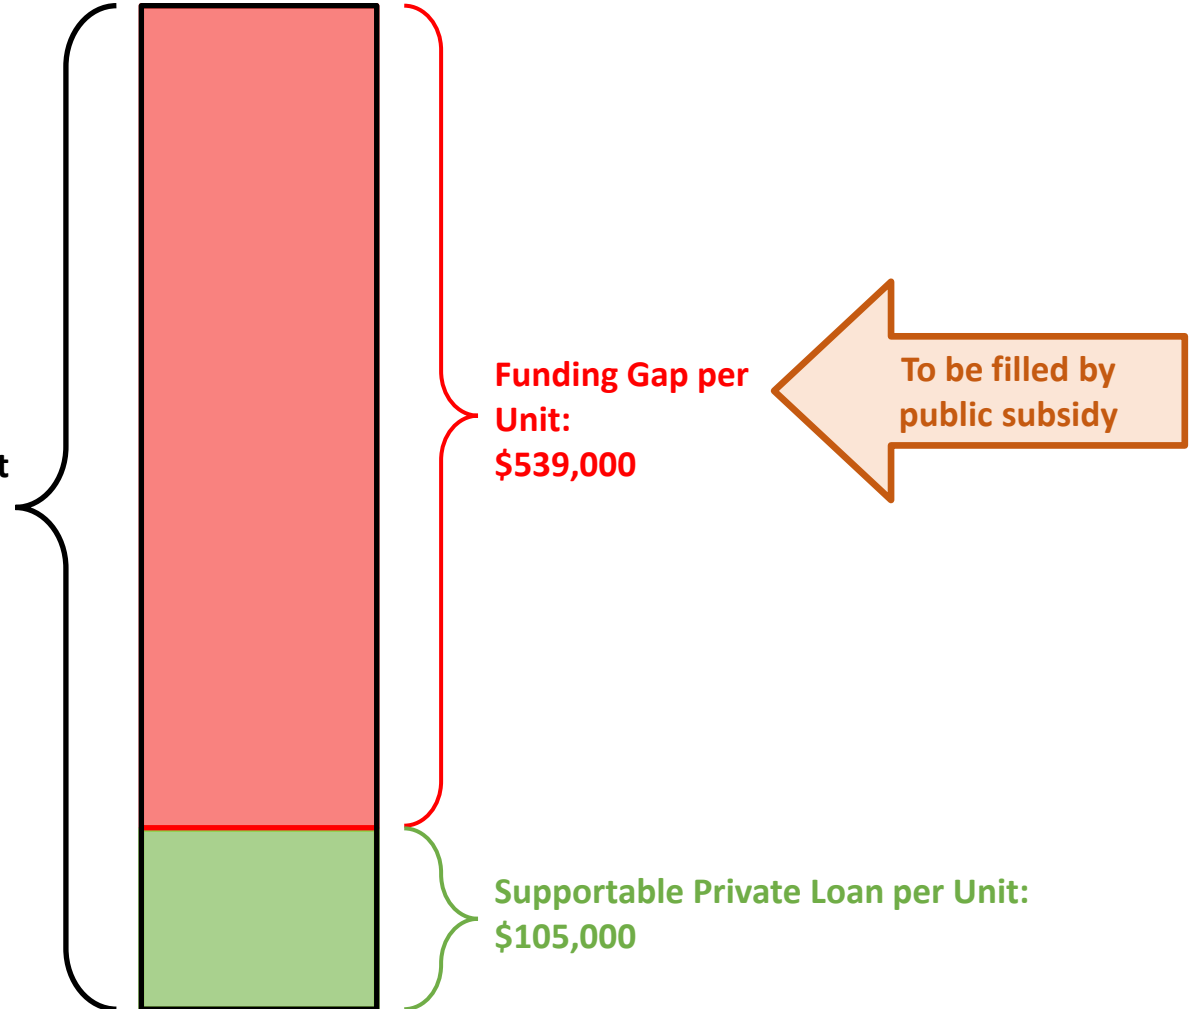 Funding Gap per
Unit:
$539,000
To be filled by
public subsidy
t
Supportable Private Loan per Unit:
$105,000